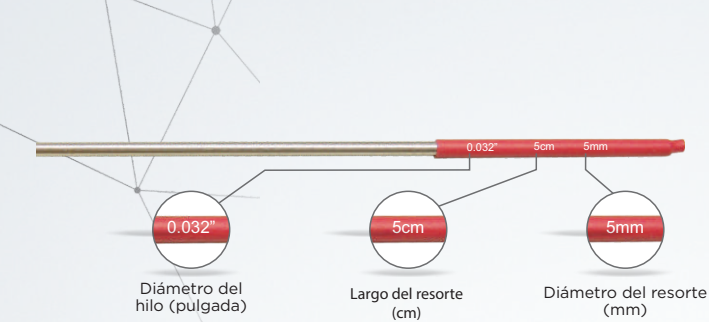 0.032” 5cm 5mm
0.032” 5cm 5mm
Diámetro del
hilo (pulgada)
Largo del resorte
(cm)
Diámetro del resorte
(mm)